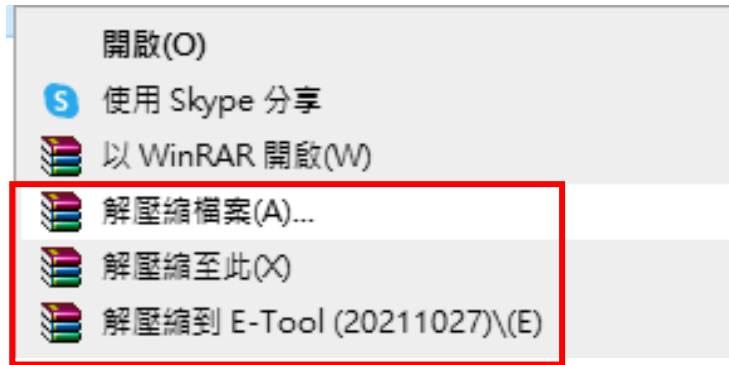 開啟(O)
使用 Skype 分享
以 WinRAR 開啟(W)
解壓縮檔案(A)...
解壓縮至此(X)
解壓縮到 E-Tool (20211027)\(E)